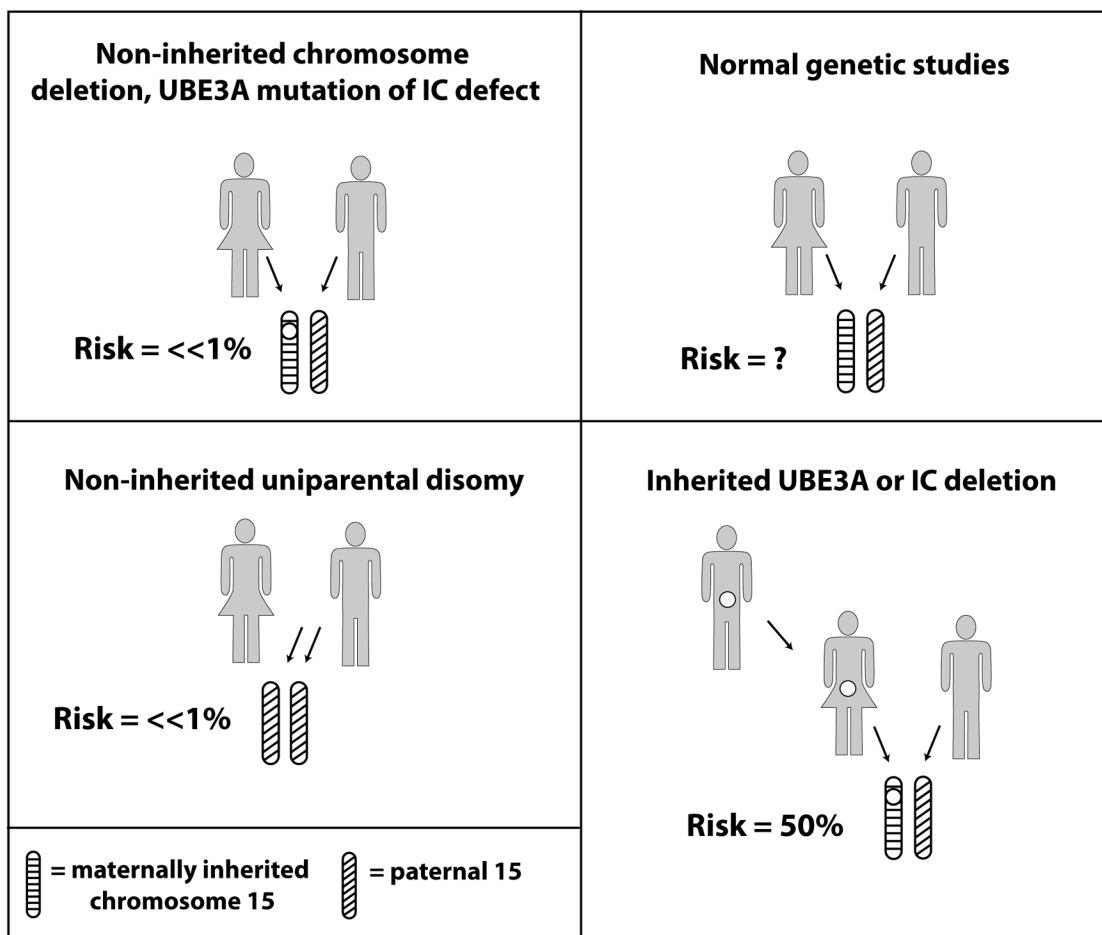 Non-inherited chromosome
deletion, UBE3A mutation of IC defect
Risk = <<1%
Normal genetic studies
Risk = ?
Non-inherited uniparental disomy
Risk = <<1%
Inherited UBE3A or IC deletion
Risk = 50%
= maternally inherited
chromosome 15
= paternal 15